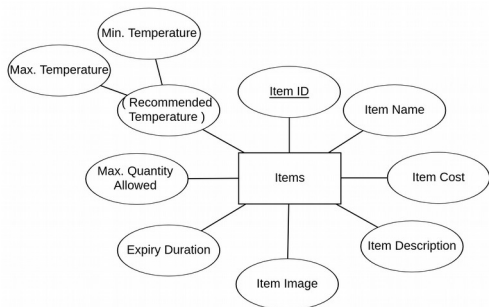 Min. Temperature
Max. Temperature
( Recommended
Temperature )
Item ID
Item Name
Max. Quantity
Allowed
Items
Item Cost
Expiry Duration
Item Description
Item Image